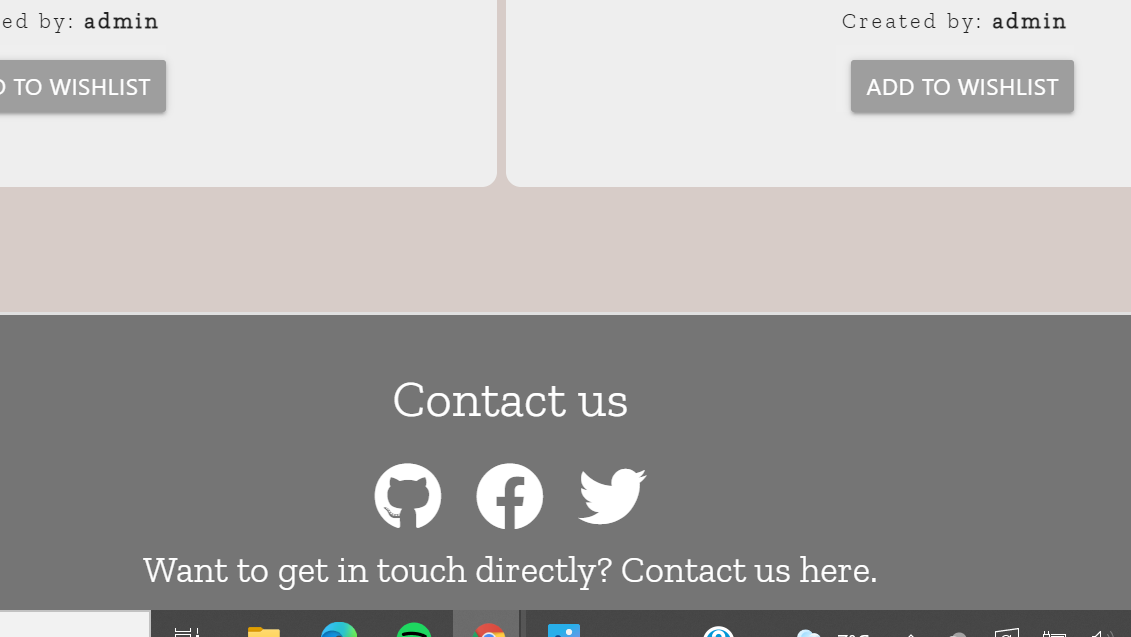 ed by: admin
Created by: admin
TO WISHLIST
ADD TO WISHLIST
Contact us
Want to get in touch directly? Contact us here.